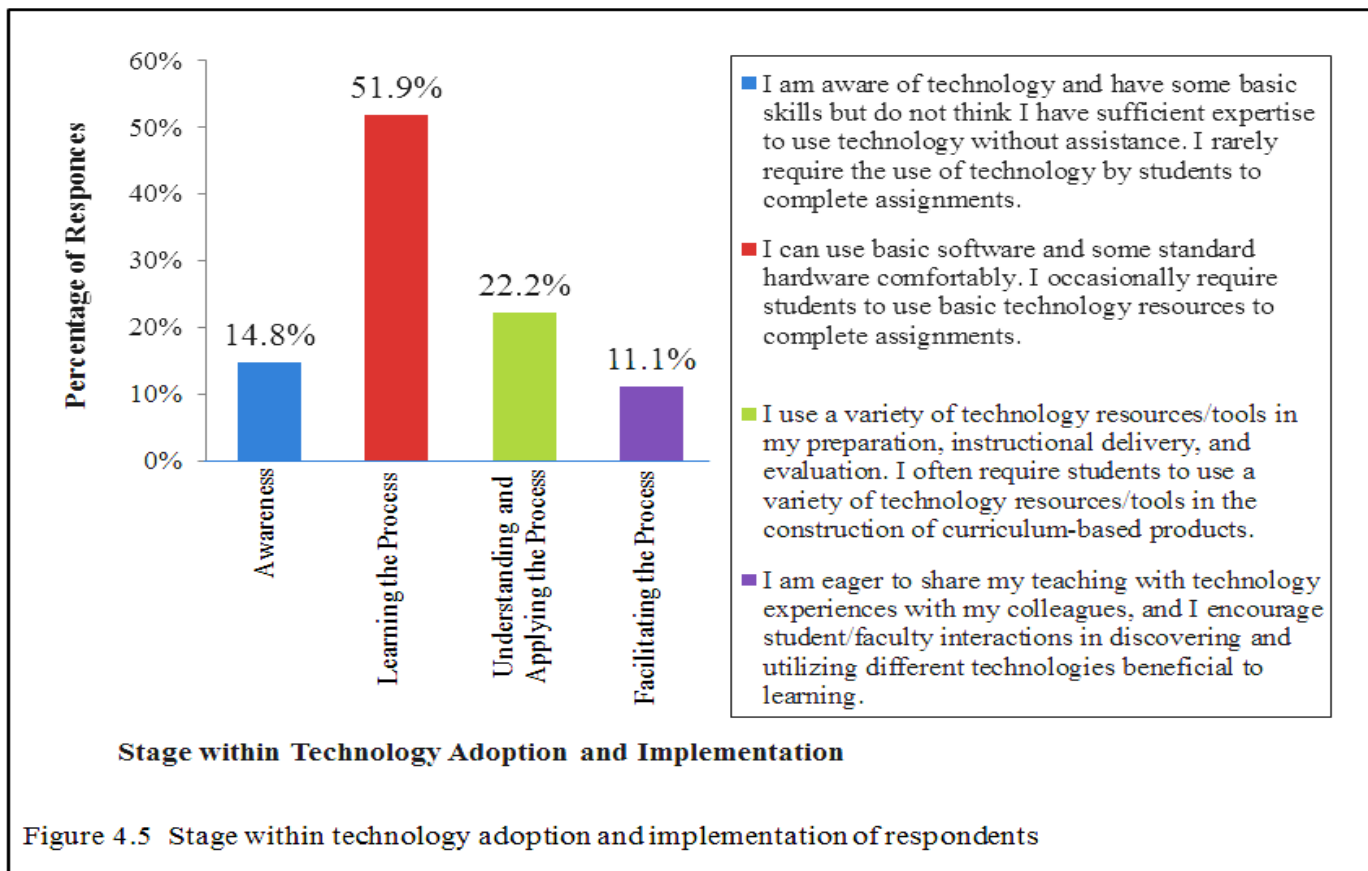 60%
50%
40%
30%
20%
10%
0%
Percentage of Responces
14.8%
51.9%
22.2%
11.1%
Awareness
Learning the Process
Understanding and
Applying the Process
Facilitating the Process
Stage within Technology Adoption and Implementation
I am aware of technology and have some basic
skills but do not think I have sufficient expertise
to use technology without assistance. I rarely
require the use of technology by students to
complete assignments.
I can use basic software and some standard
hardware comfortably. I occasionally require
students to use basic technology resources to
complete assignments.
I use a variety of technology resources/tools in
my preparation, instructional delivery, and
evaluation. I often require students to use a
variety of technology resources/tools in the
construction of curriculum-based products.
I am eager to share my teaching with technology
experiences with my colleagues, and I encourage
student/faculty interactions in discovering and
utilizing different technologies beneficial to
learning.
Figure 4.5 Stage within technology adoption and implementation of respondents